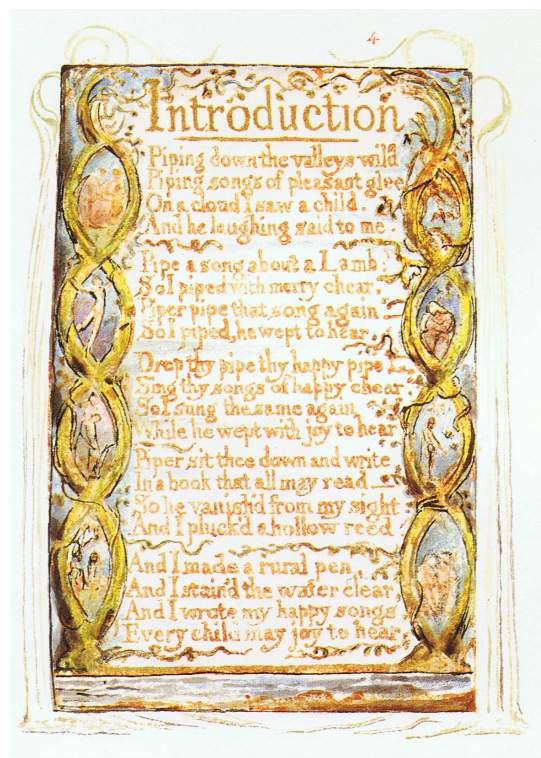 4
Introduction
Piping down the valleys wild
Piping songs of pleasant glee
On a cloud I saw a child.
And he laughing said to me.
Pipe a song about a Lamb:
So I piped with merry chear,
Piper pipe that song again—
So I piped, he wept to hear.
Drop thy pipe thy happy pipe
Sing thy songs of happy chear
So I sung the same again
While he wept with joy to hear
Piper sit thee down and write
In a book that all may read—
So he vanish'd from my sight
And I pluck'd a hollow reed
And I made a rural pen,
And I stain'd the water clear,
And I wrote my happy songs
Every child may joy to hear